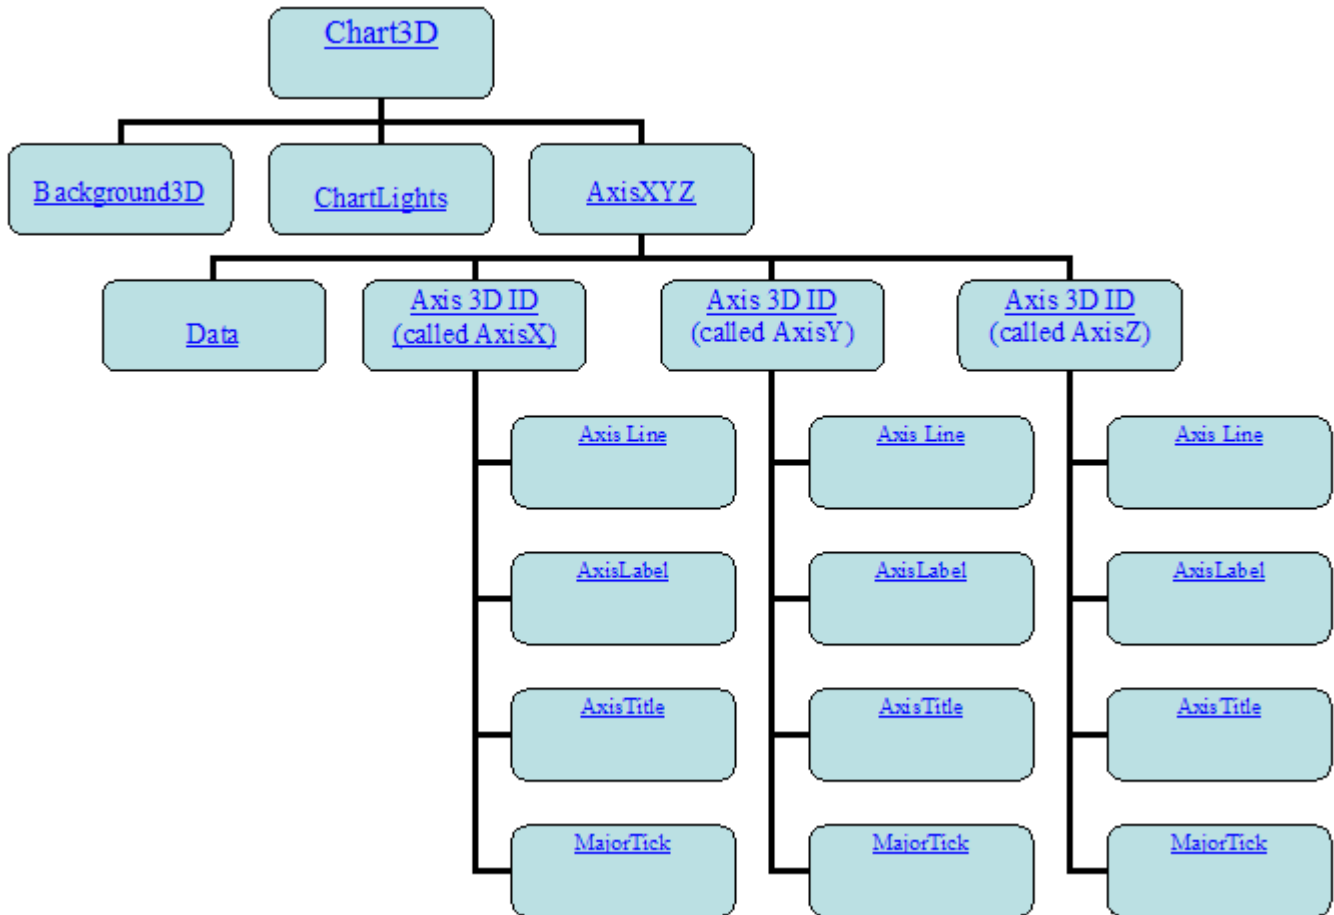 Chart3D
Background3D
ChartLights
AxisXYZ
Data
Axis 3D ID
(called AxisX)
Axis 3D ID
(called AxisY)
Axis 3D ID
(called AxisZ)
Axis Line
Axis Line
Axis Line
AxisLabel
AxisLabel
AxisLabel
AxisTitle
AxisTitle
AxisTitle
MajorTick
MajorTick
MajorTick